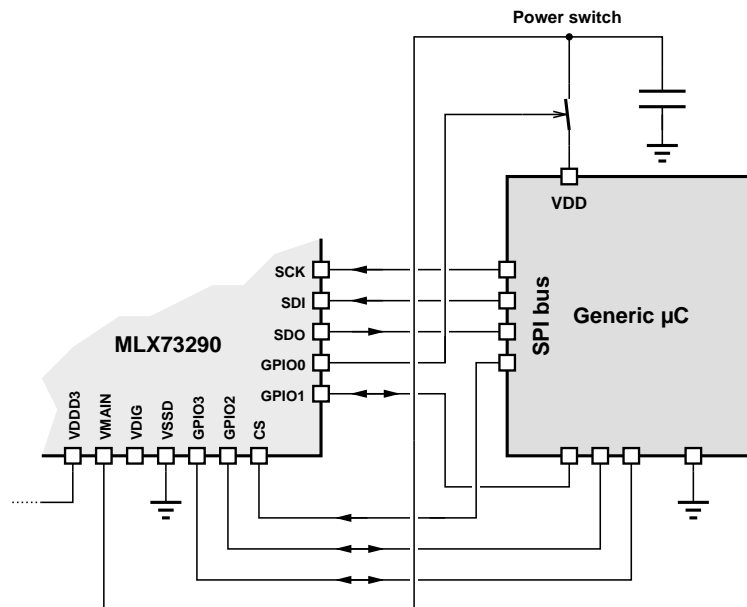 Power switch
VDD
SCK
SDI
SDO
GPIO0
GPIO1
MLX73290
SPI bus
Generic µC
VDDD3
VMAIN
VDIG
VSSD
GPIO3
GPIO2
CS